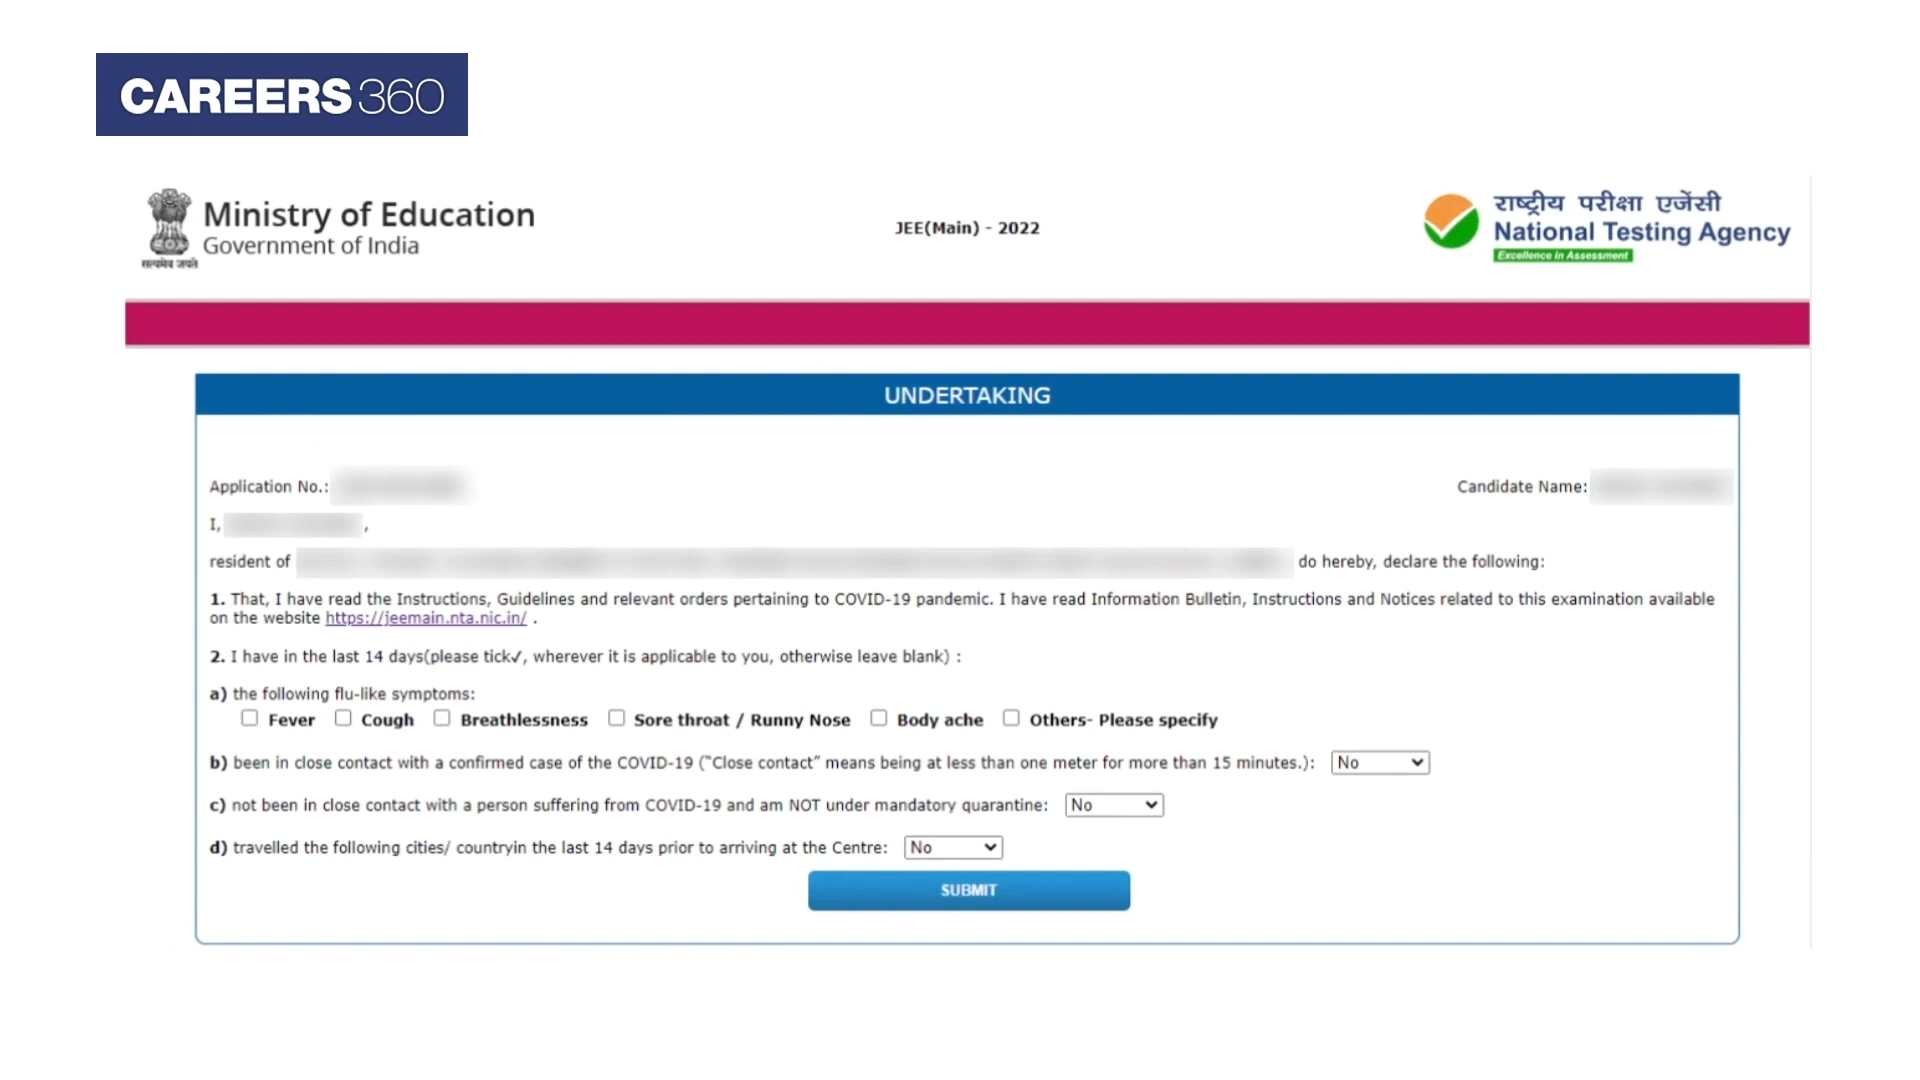 CAREERS360
Ministry of Education
Government of India
सत्यमेव जयते
JEE(Main) - 2022
राष्ट्रीय परीक्षा एजेंसी
National Testing Agency
Excellence in Assessment
UNDERTAKING
Application No.:
Candidate Name:
I, ,
resident of do hereby, declare the following:
1. That, I have read the Instructions, Guidelines and relevant orders pertaining to COVID-19 pandemic. I have read Information Bulletin, Instructions and Notices related to this examination available
on the website https://jeemain.nta.nic.in/ .
2. I have in the last 14 days(please tick✓, wherever it is applicable to you, otherwise leave blank) :
a) the following flu-like symptoms:
Fever Cough Breathlessness Sore throat / Runny Nose Body ache Others- Please specify
b) been in close contact with a confirmed case of the COVID-19 ("Close contact" means being at less than one meter for more than 15 minutes.): No
c) not been in close contact with a person suffering from COVID-19 and am NOT under mandatory quarantine: No
d) travelled the following cities/ countryin the last 14 days prior to arriving at the Centre: No
SUBMIT